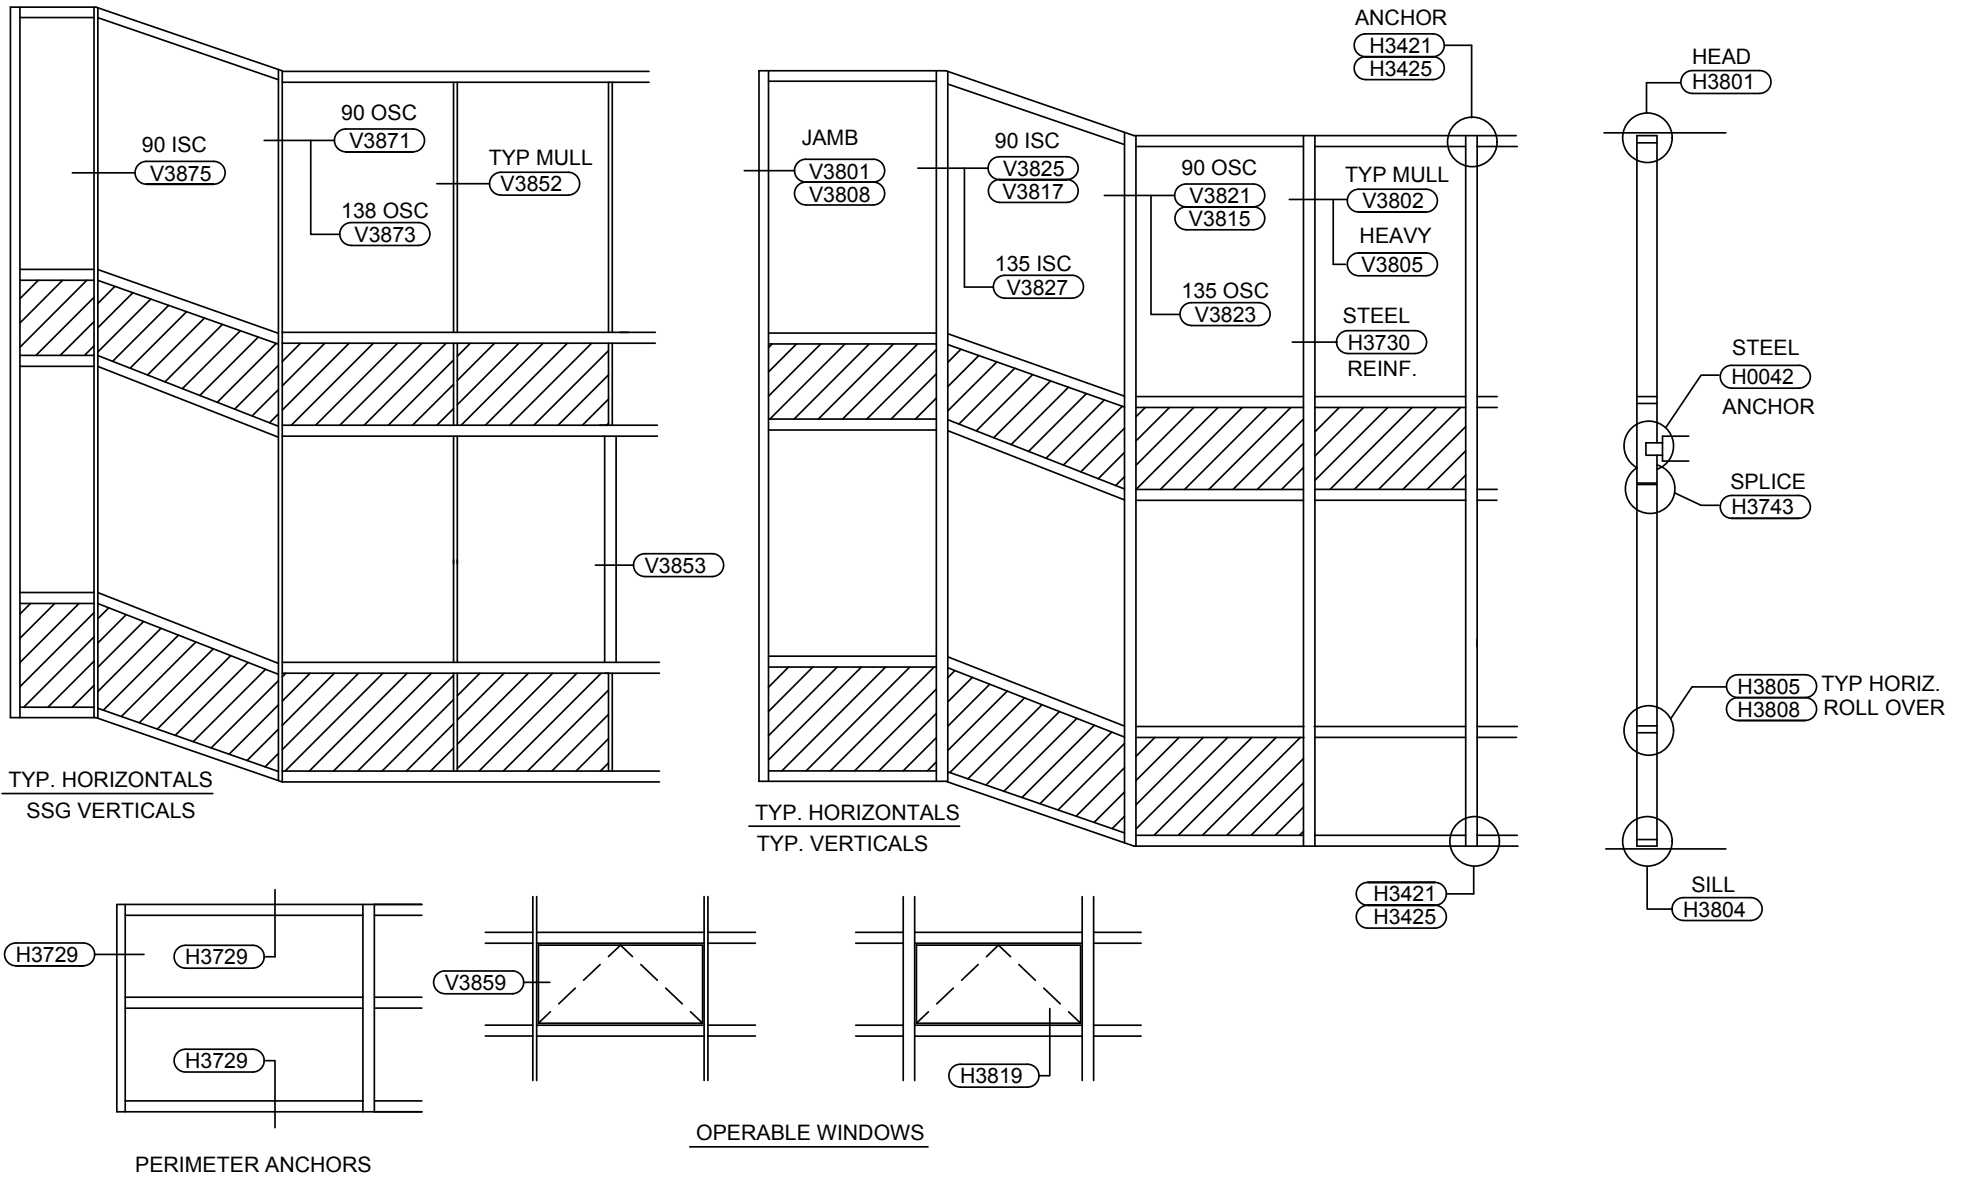 90 ISC
V3875
90 OSC
V3871
138 OSC
V3873
TYP MULL
V3852
V3853
TYP. HORIZONTALS
SSG VERTICALS
JAMB
V3801
V3808
90 ISC
V3825
V3817
135 ISC
V3827
90 OSC
V3821
V3815
135 OSC
V3823
TYP MULL
V3802
HEAVY
V3805
STEEL
H3730
REINF.
ANCHOR
H3421
H3425
H3421
H3425
TYP. HORIZONTALS
TYP. VERTICALS
HEAD
H3801
STEEL
H0042
ANCHOR
SPLICE
H3743
H3805 TYP HORIZ.
H3808 ROLL OVER
SILL
H3804
H3729
H3729
H3729
PERIMETER ANCHORS
V3859
H3819
OPERABLE WINDOWS